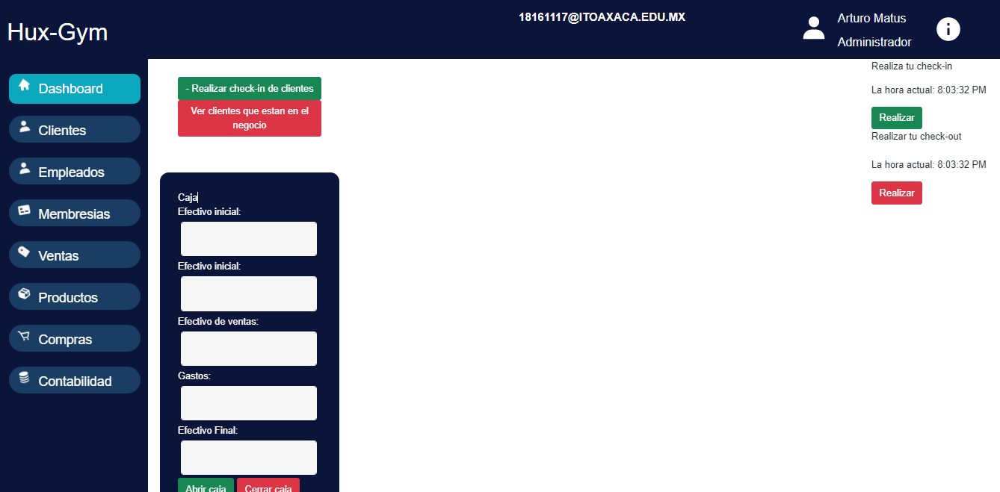 Hux-Gym
18161117@ITOAXACA.EDU.MX
Arturo Matus
Administrador
Dashboard
Clientes
Empleados
Membresias
Ventas
Productos
Compras
Contabilidad
- Realizar check-in de clientes
Ver clientes que estan en el
negocio
Caja
Efectivo inicial:
Efectivo inicial:
Efectivo de ventas:
Gastos:
Efectivo Final:
Abrir caja
Cerrar caja
Realiza tu check-in
La hora actual: 8:03:32 PM
Realizar
Realizar tu check-out
La hora actual: 8:03:32 PM
Realizar